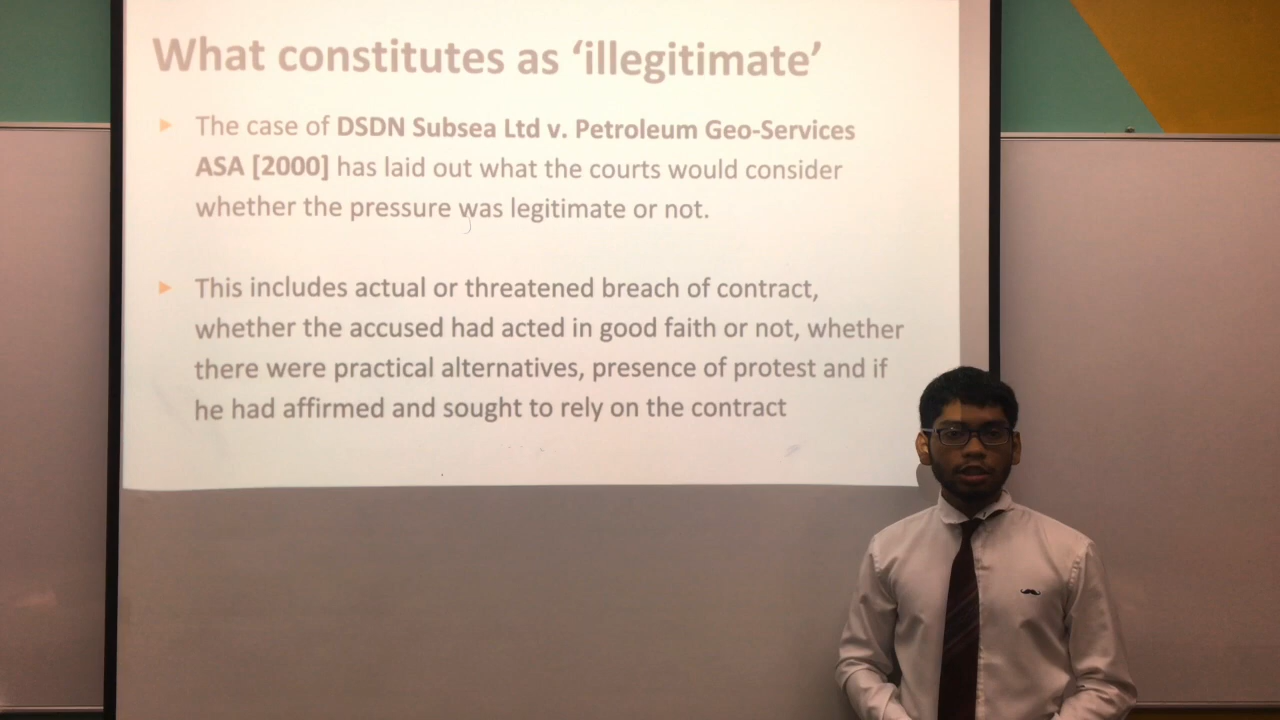 What constitutes as ‘illegitimate’
The case of DSDN Subsea Ltd v. Petroleum Geo-Services
ASA [2000] has laid out what the courts would consider
whether the pressure was legitimate or not.
This includes actual or threatened breach of contract,
whether the accused had acted in good faith or not, whether
there were practical alternatives, presence of protest and if
he had affirmed and sought to rely on the contract